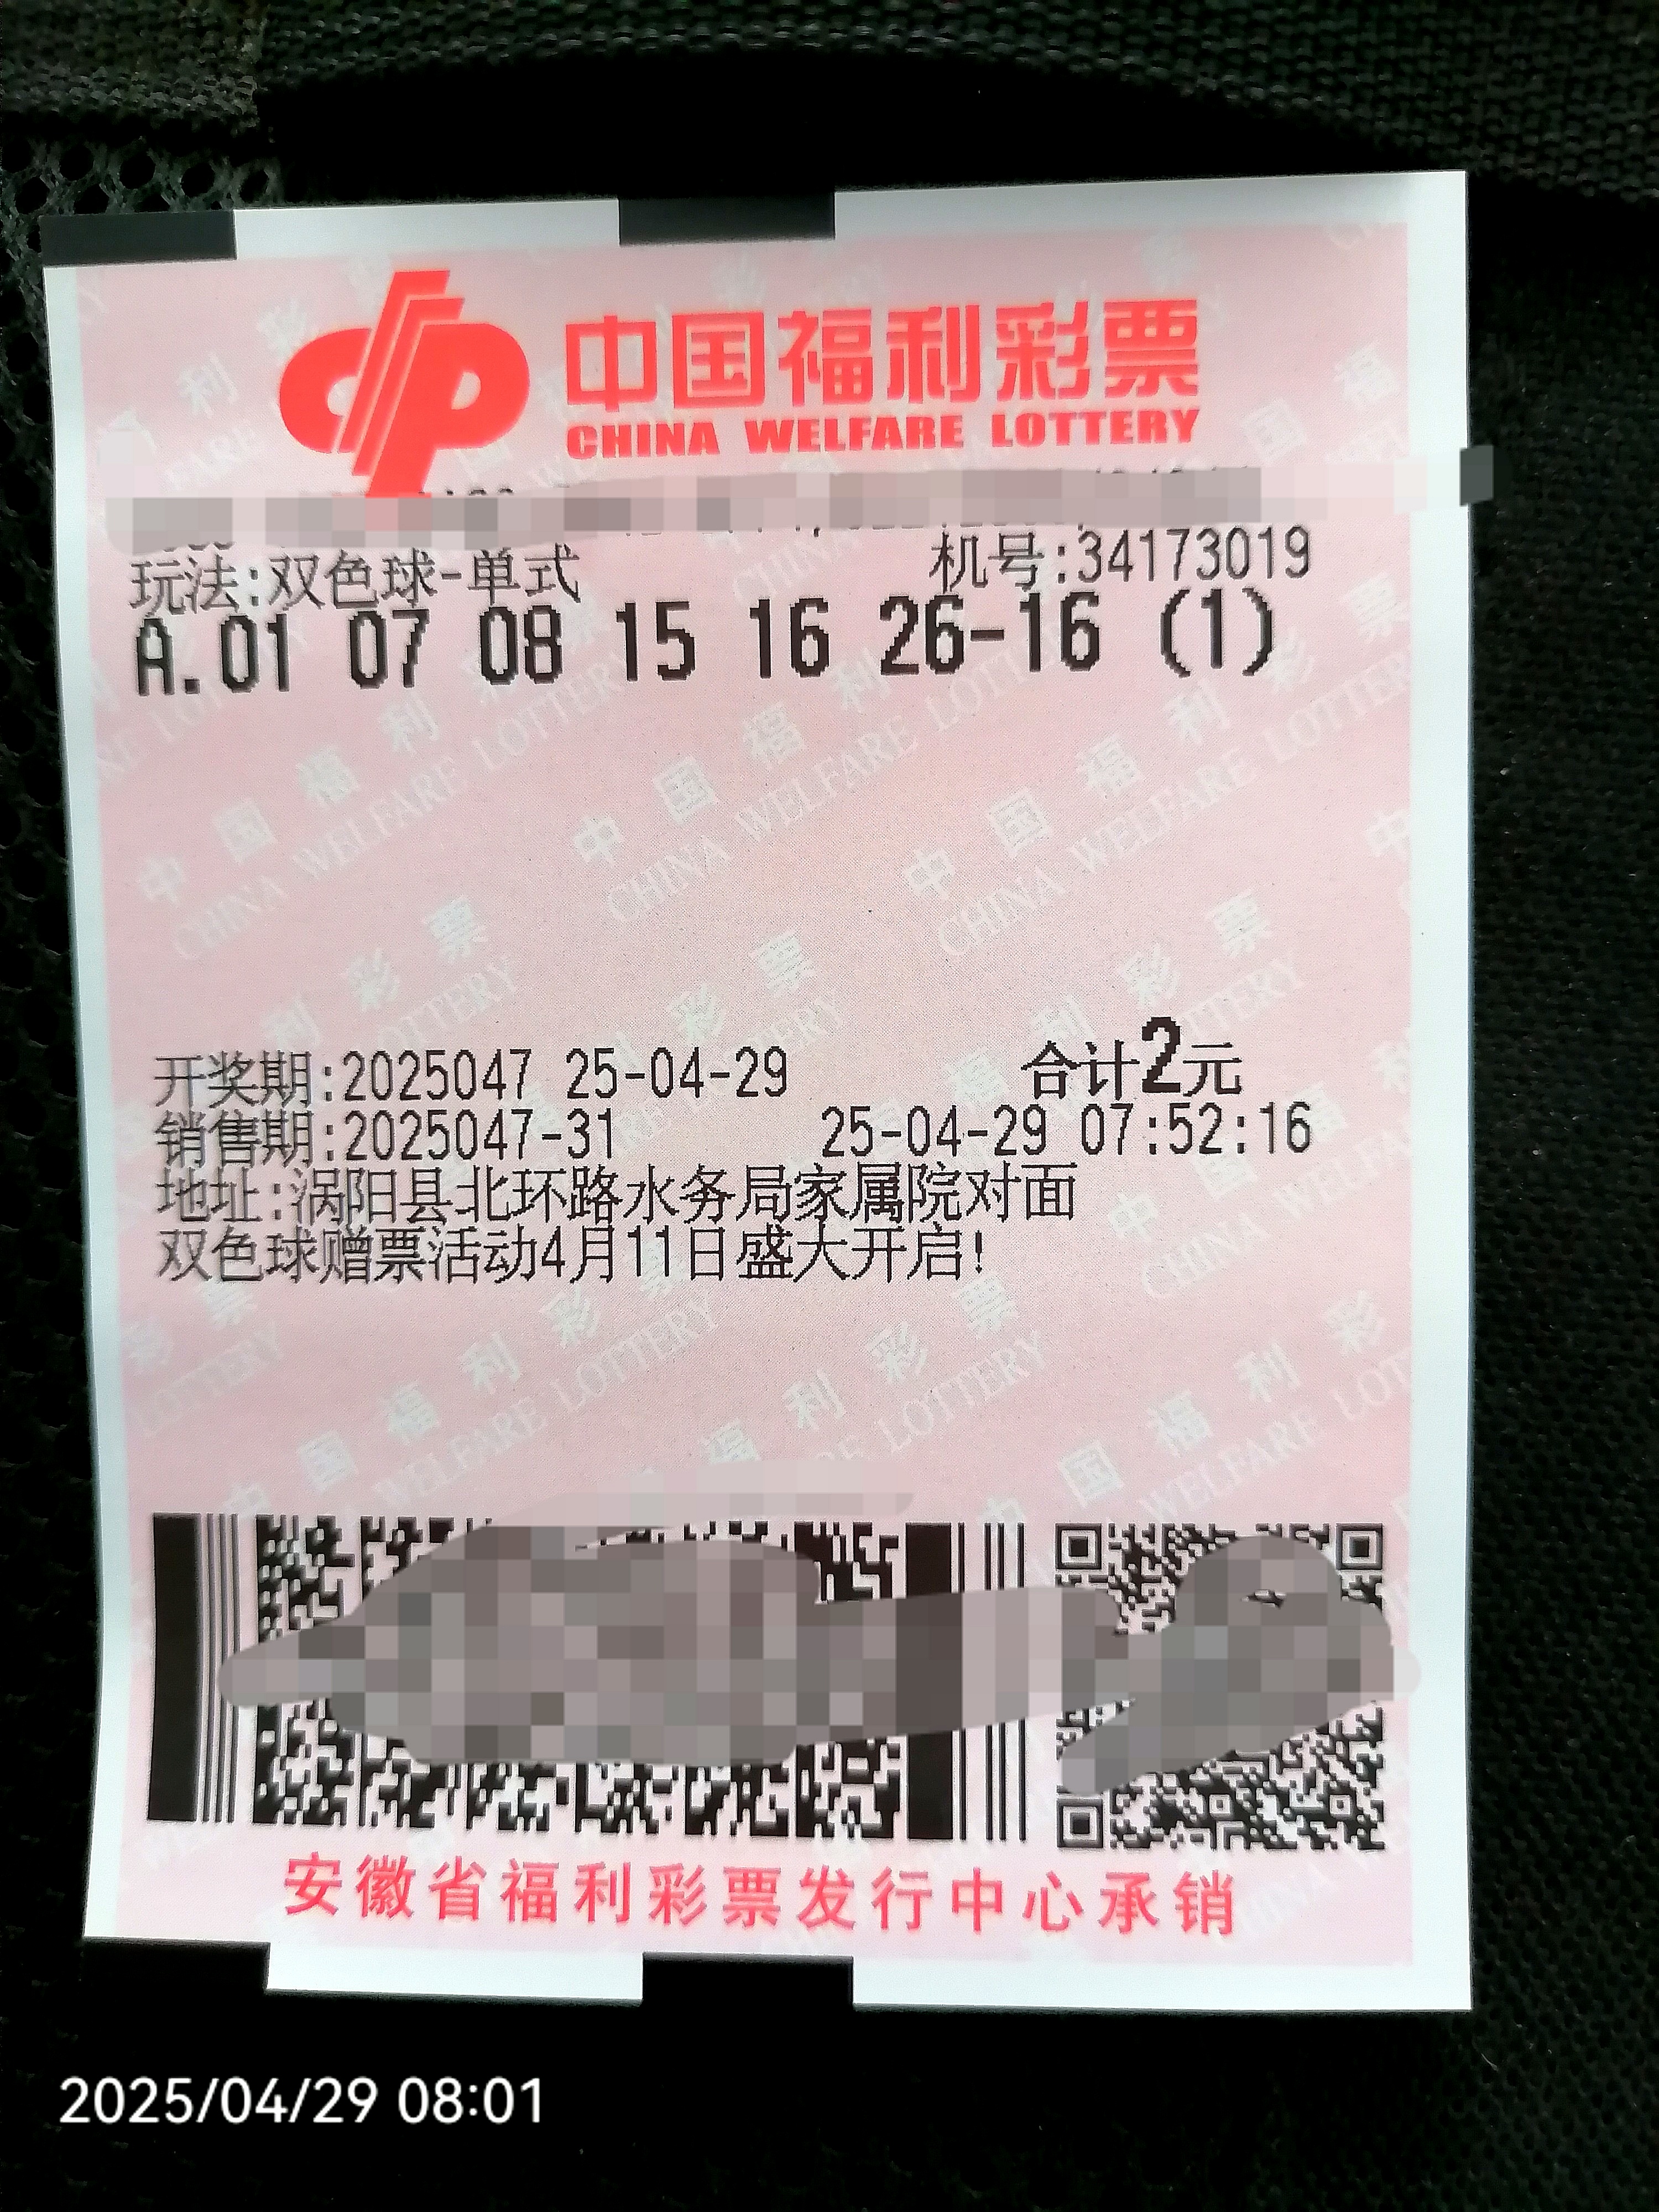 中国福利彩票
CHINA WELFARE LOTTERY
玩法:双色球-单式 机号:34173019
A.01 07 08 15 16 26-16 (1)
开奖期:2025047 25-04-29 合计2元
销售期:2025047-31 25-04-29 07:52:16
地址:涡阳县北环路水务局家属院对面
双色球赠票活动4月11日盛大开启!
安徽省福利彩票发行中心承销
2025/04/29 08:01